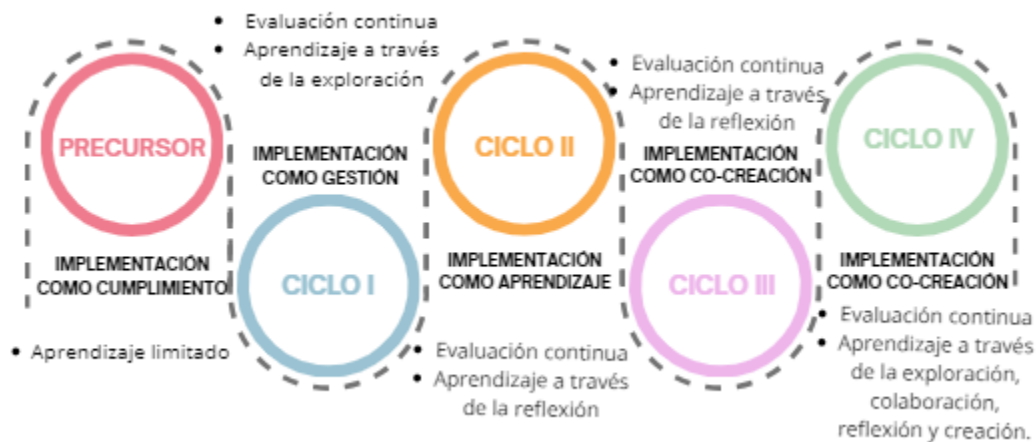 PRECURSOR
IMPLEMENTACIÓN
COMO CUMPLIMIENTO
• Aprendizaje limitado
• Evaluación continua
• Aprendizaje a través
de la exploración
IMPLEMENTACIÓN
COMO GESTIÓN
CICLO I
CICLO II
IMPLEMENTACIÓN
COMO APRENDIZAJE
• Evaluación continua
• Aprendizaje a través
de la reflexión
• Evaluación continua
• Aprendizaje a través
de la reflexión
IMPLEMENTACIÓN
COMO CO-CREACIÓN
CICLO III
CICLO IV
IMPLEMENTACIÓN
COMO CO-CREACIÓN
• Evaluación continua
• Aprendizaje a través
de la exploración,
colaboración,
reflexión y creación.